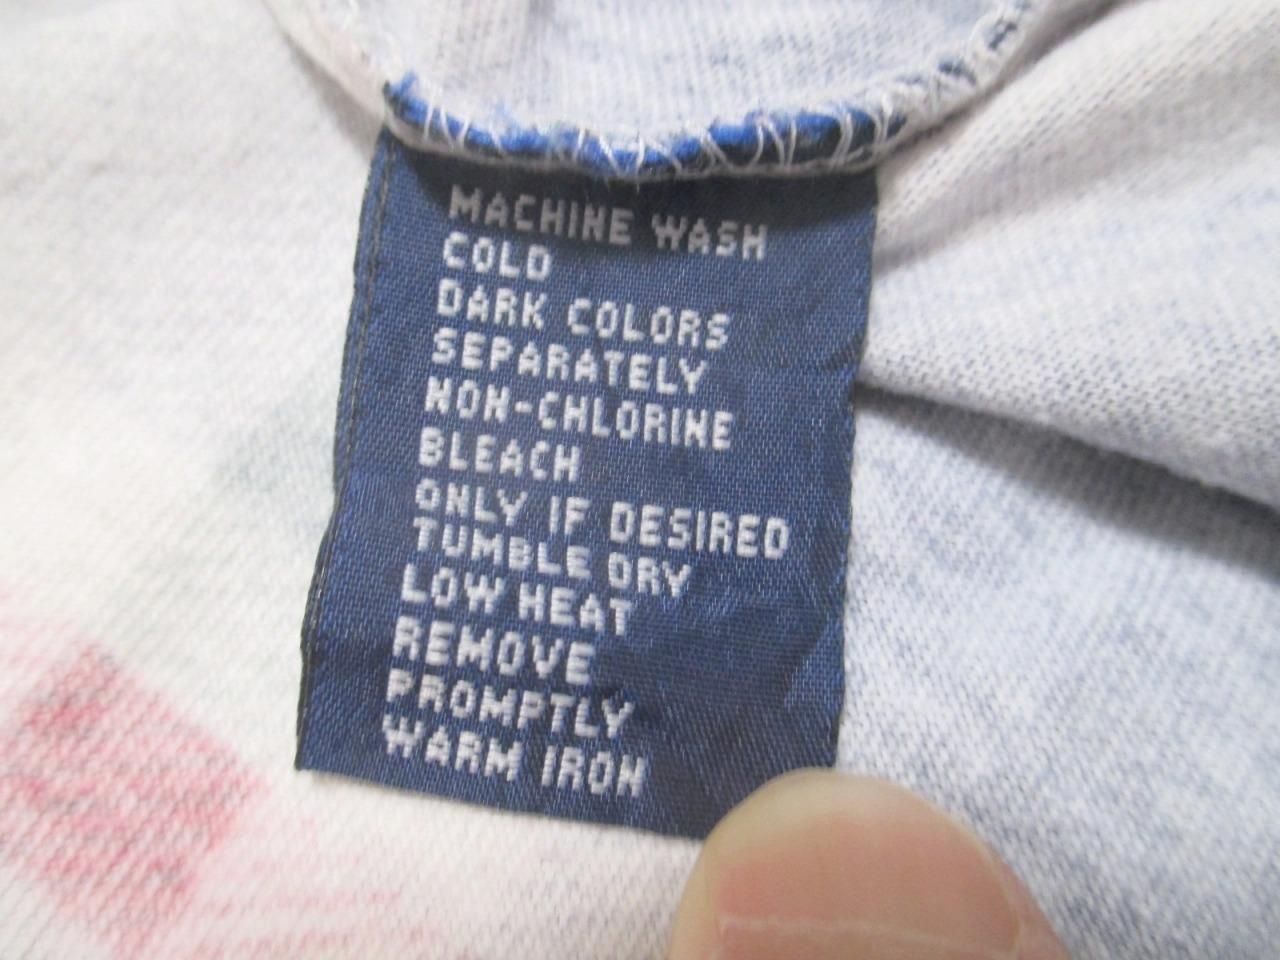 MACHINE WASH
COLD
DARK COLORS
SEPARATELY
NON-CHLORINE
BLEACH
ONLY IF DESIRED
TUMBLE DRY
LOW HEAT
REMOVE
PROMPTLY
WARM IRON